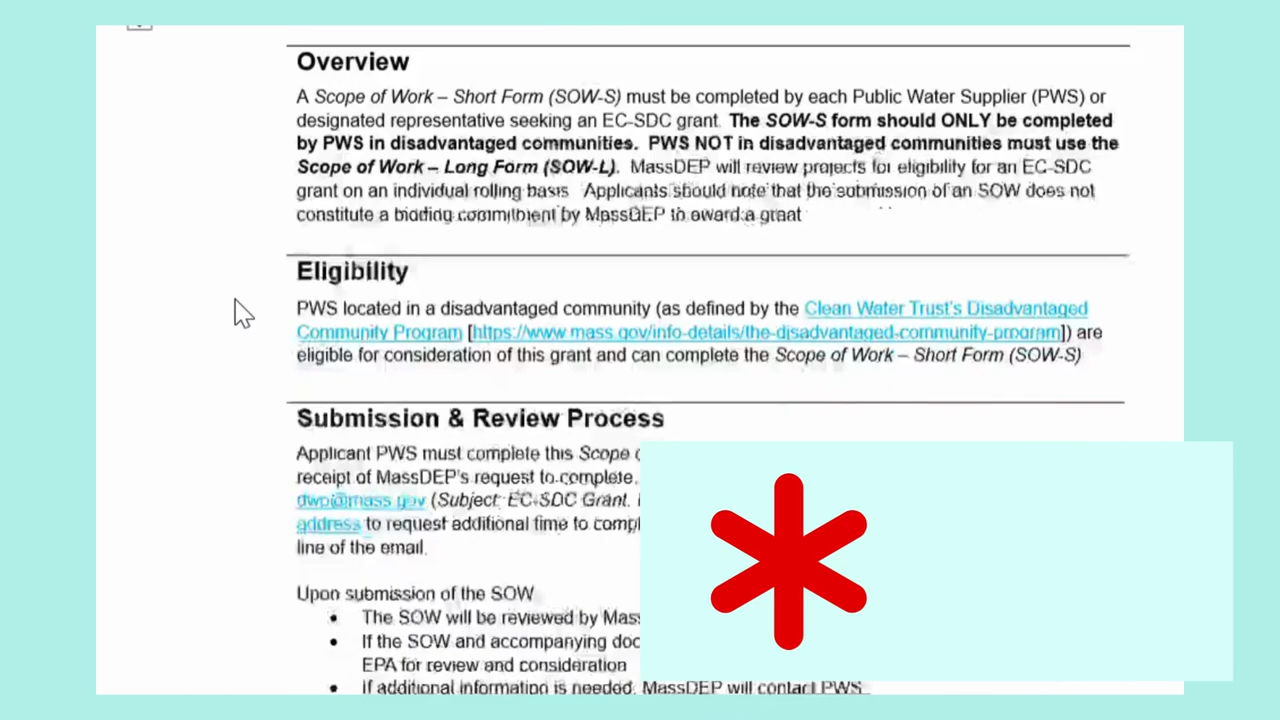 Overview
A Scope of Work – Short Form (SOW-S) must be completed by each Public Water Supplier (PWS) or
designated representative seeking an EC-SDC grant. The SOW-S form should ONLY be completed
by PWS in disadvantaged communities. PWS NOT in disadvantaged communities must use the
Scope of Work – Long Form (SOW-L). MassDEP will review projects for eligibility for an EC-SDC
grant on an individual rolling basis Applicants should note that the submission of an SOW does not
constitute a binding commitment by MassDEP to award a grant
Eligibility
PWS located in a disadvantaged community (as defined by the Clean Water Trust's Disadvantaged
Community Program [https://www.mass.gov/info-details/the-disadvantaged-community-program]) are
eligible for consideration of this grant and can complete the Scope of Work – Short Form (SOW-S)
Submission & Review Process
Applicant PWS must complete this Scope
receipt of MassDEP's request to complete.
(Subject: EC-SDC Grant.
address to request additional time to
line of the email.
Upon submission of the SOW
• The SOW will be reviewed by
• If the SOW and accompanying
EPA for review and consideration
• If additional information is needed, MassDEP will contact PWS